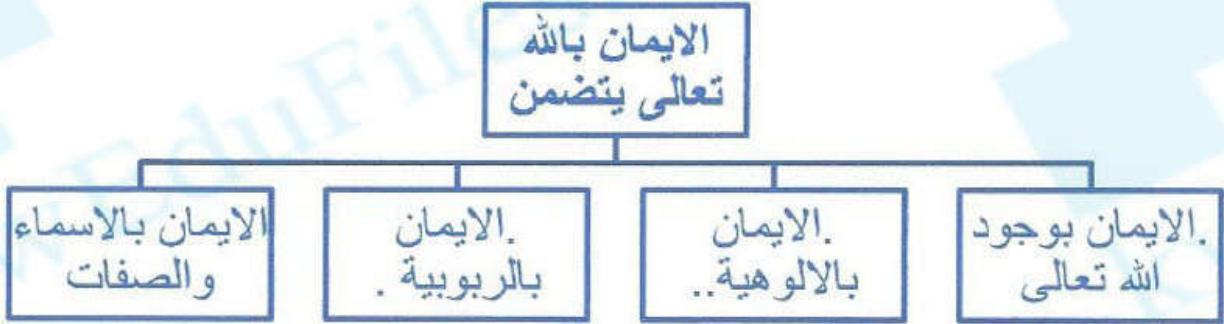 الايمان بالله
تعالى يتضمن
.الايمان بوجود
الله تعالى
.الايمان
بالالوهية..
.الايمان
بالربوبية .
الايمان بالاسماء
والصفات